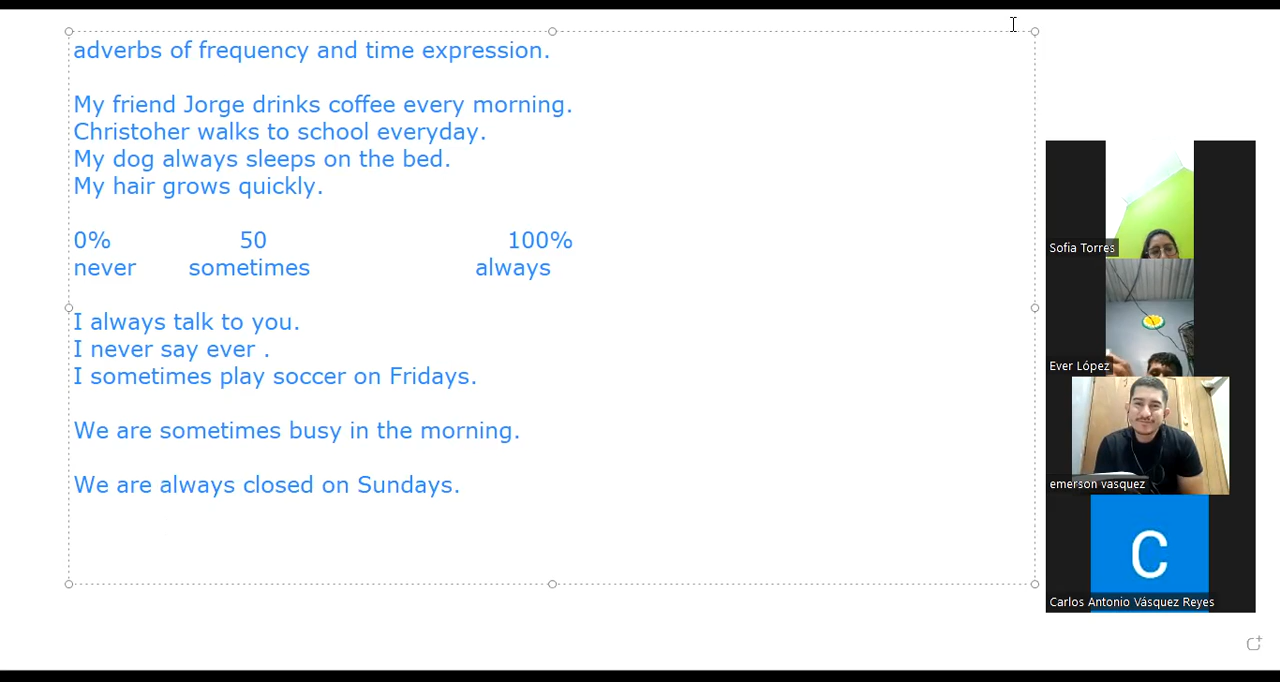 adverbs of frequency and time expression.
My friend Jorge drinks coffee every morning.
Christoher walks to school everyday.
My dog always sleeps on the bed.
My hair grows quickly.
0% 50 100%
never sometimes always
I always talk to you.
I never say ever .
I sometimes play soccer on Fridays.
We are sometimes busy in the morning.
We are always closed on Sundays.
Sofia Torres
Ever López
emerson vasquez
C
Carlos Antonio Vásquez Reyes